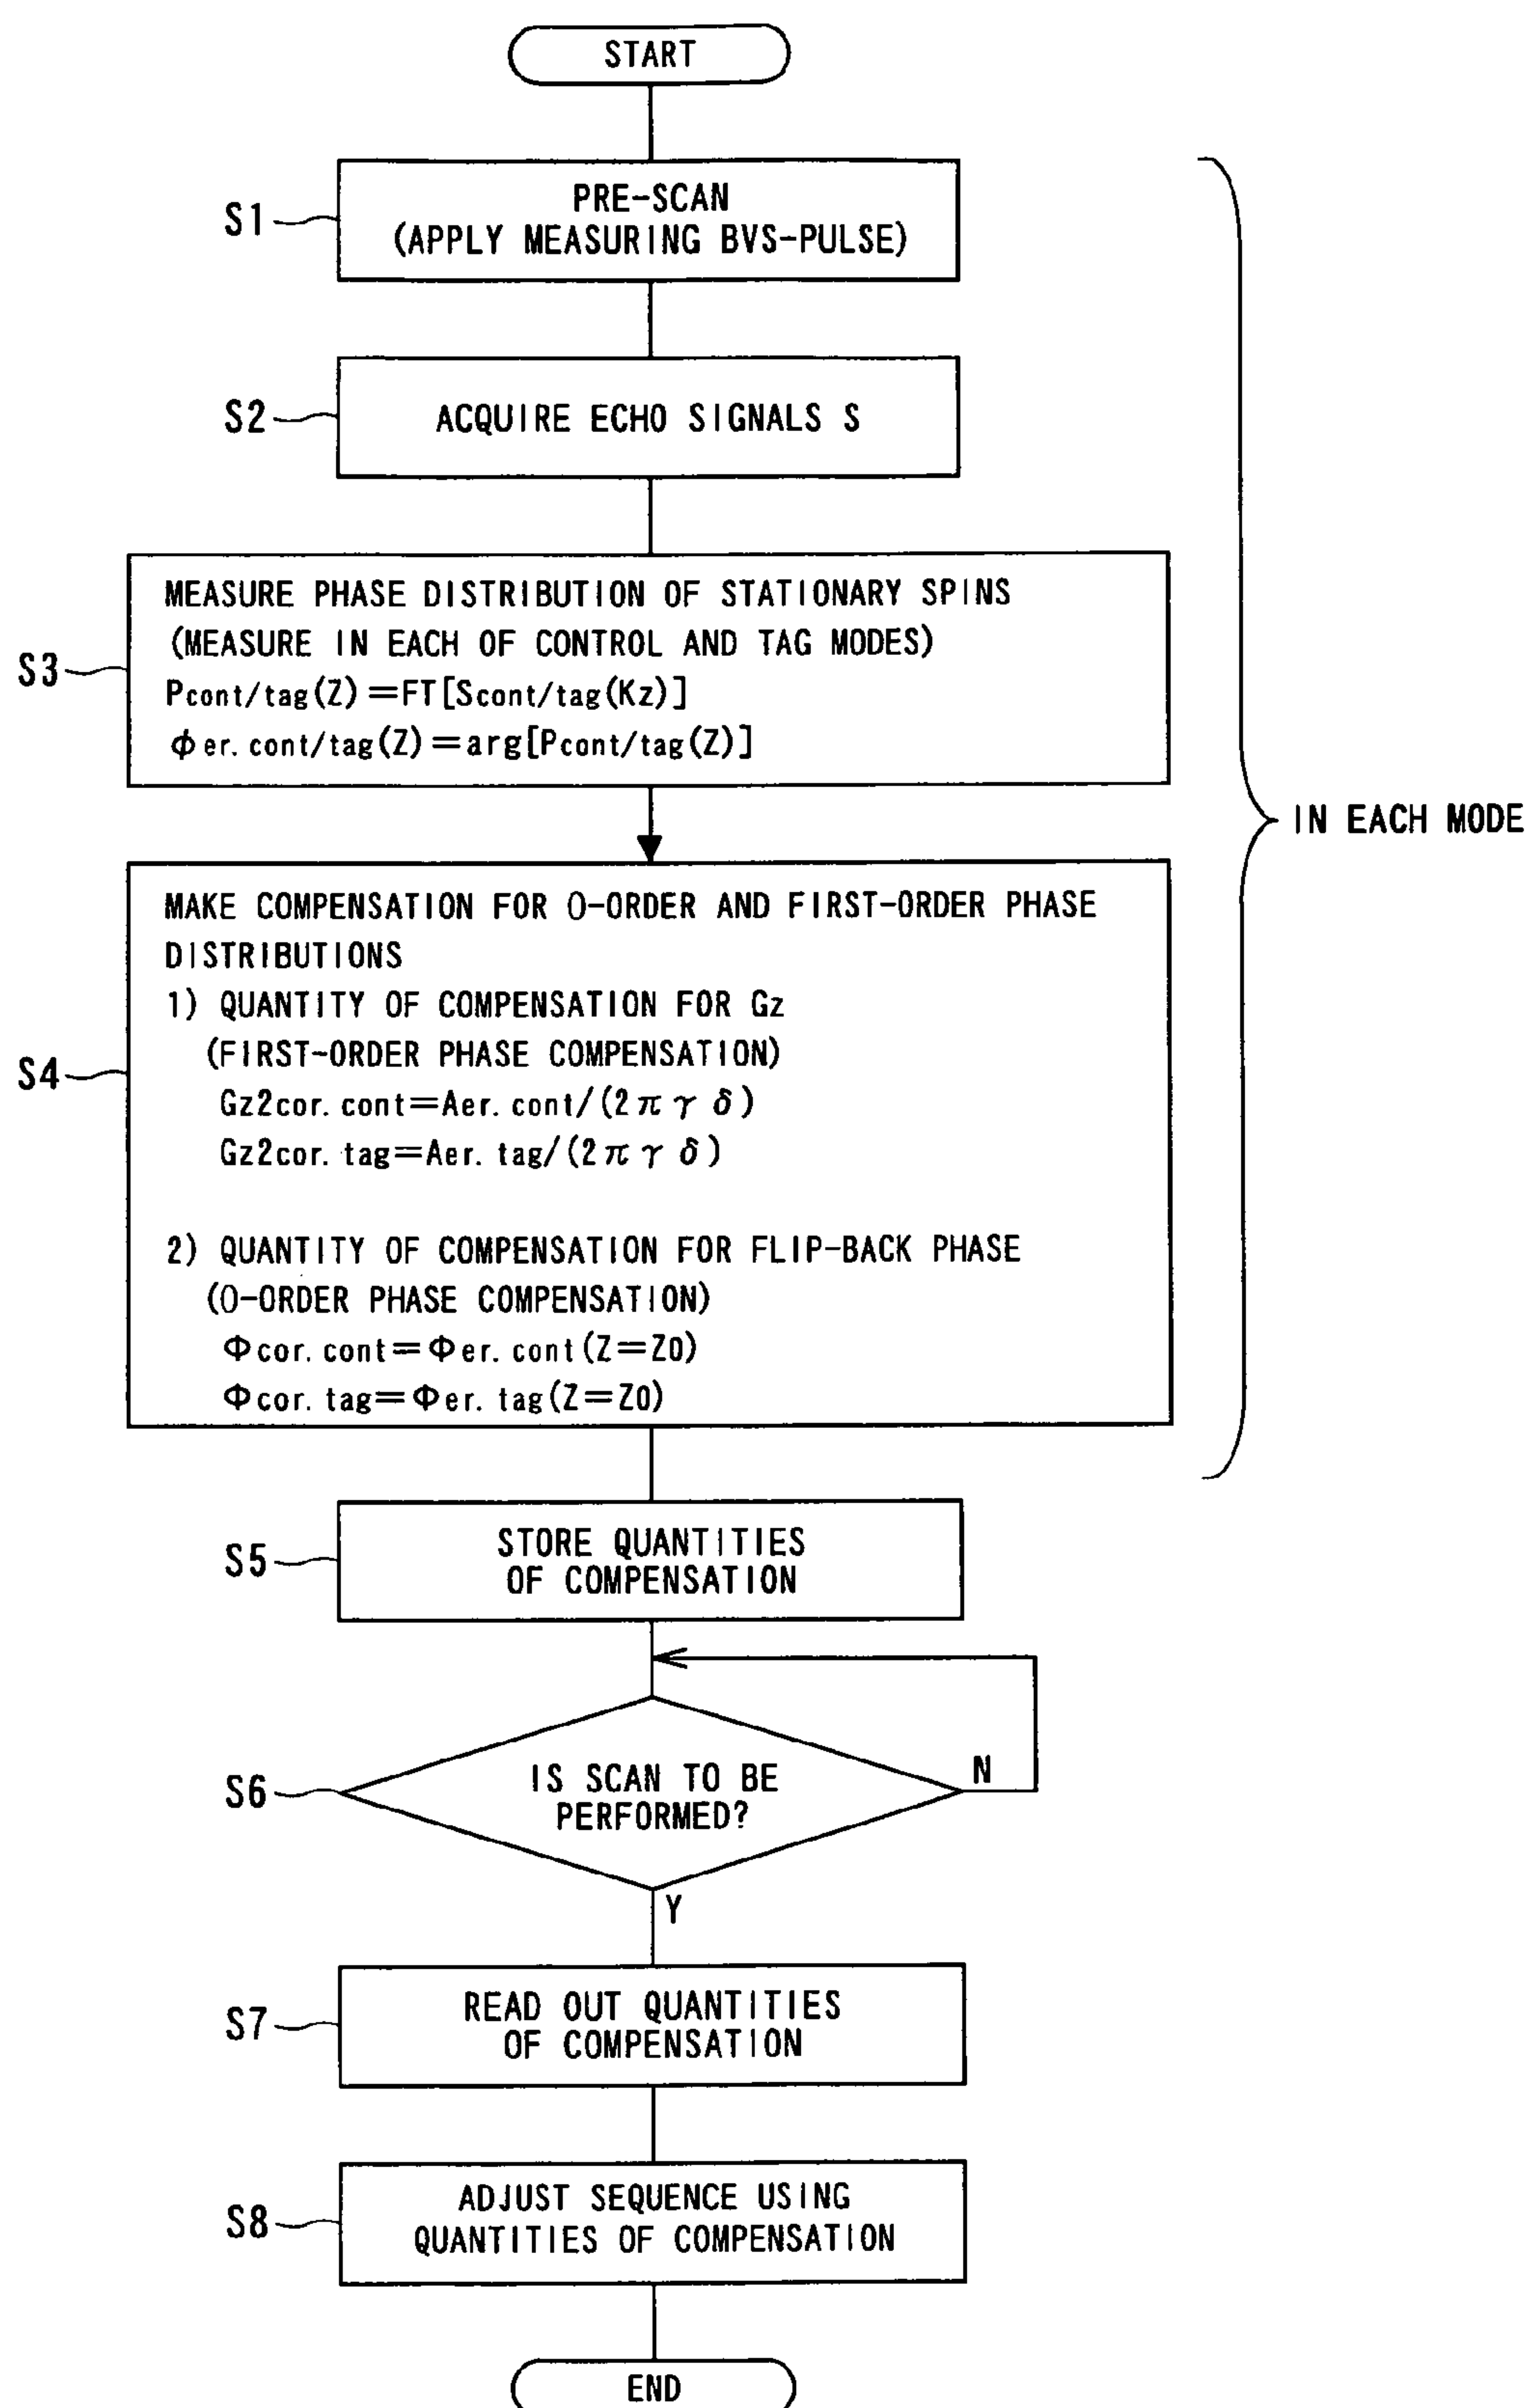 START
S1
PRE-SCAN
(APPLY MEASURING BVS-PULSE)
S2
ACQUIRE ECHO SIGNALS S
S3
MEASURE PHASE DISTRIBUTION OF STATIONARY SPINS
(MEASURE IN EACH OF CONTROL AND TAG MODES)
Pcont/tag(Z)=FT[Scont/tag(Kz)]
ϕer.cont/tag(Z)=arg[Pcont/tag(Z)]
IN EACH MODE
S4
MAKE COMPENSATION FOR 0-ORDER AND FIRST-ORDER PHASE
DISTRIBUTIONS
1) QUANTITY OF COMPENSATION FOR Gz
(FIRST-ORDER PHASE COMPENSATION)
Gz2cor.cont=Aer.cont/(2πγδ)
Gz2cor.tag=Aer.tag/(2πγδ)
2) QUANTITY OF COMPENSATION FOR FLIP-BACK PHASE
(0-ORDER PHASE COMPENSATION)
Φcor.cont=Φer.cont(Z=Z0)
Φcor.tag=Φer.tag(Z=Z0)
S5
STORE QUANTITIES
OF COMPENSATION
S6
IS SCAN TO BE
PERFORMED?
N
Y
S7
READ OUT QUANTITIES
OF COMPENSATION
S8
ADJUST SEQUENCE USING
QUANTITIES OF COMPENSATION
END